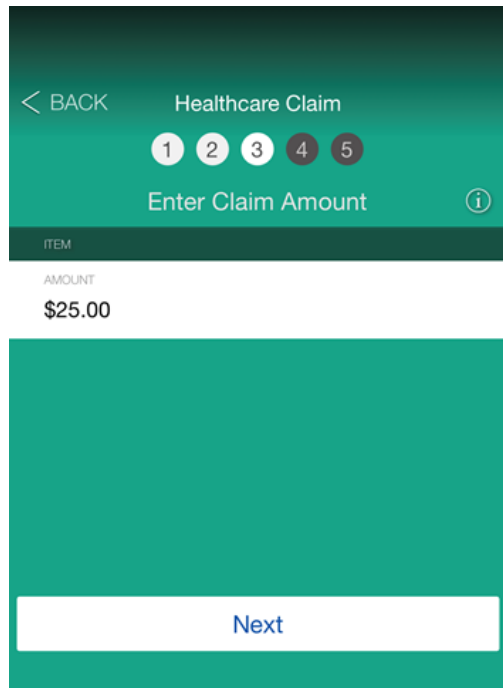 < BACK Healthcare Claim
1 2 3 4 5
Enter Claim Amount i
ITEM
AMOUNT
$25.00
Next